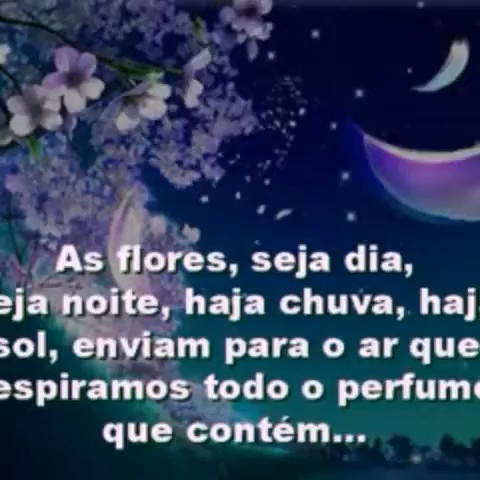 As flores, seja dia,
eja noite, haja chuva, haj
sol, enviam para o ar que
espiramos todo o perfume
que contém...